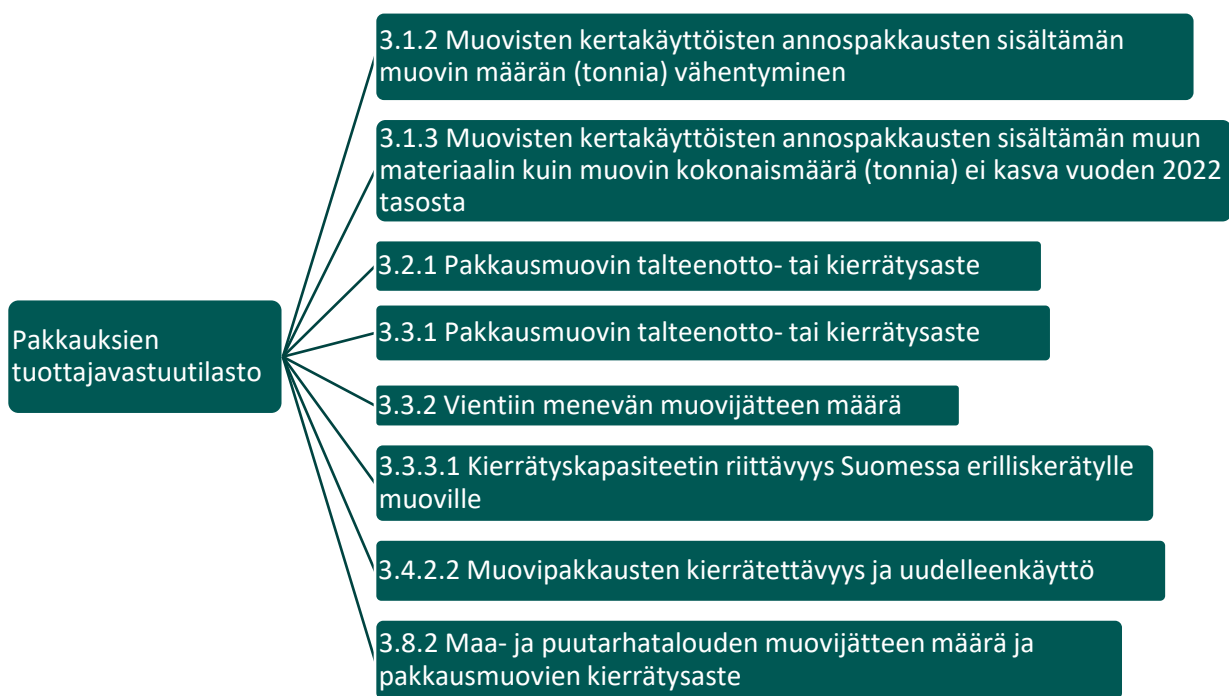 3.1.2 Muovisten kertakäyttöisten annospakkausten sisältämän
muovin määrän (tonnia) vähentyminen
3.1.3 Muovisten kertakäyttöisten annospakkausten sisältämän muun
materiaalin kuin muovin kokonaismäärä (tonnia) ei kasva vuoden 2022
tasosta
3.2.1 Pakkausmuovin talteenotto- tai kierrätysaste
Pakkauksien
tuottajavastuutilasto
3.3.1 Pakkausmuovin talteenotto- tai kierrätysaste
3.3.2 Vientiin menevän muovijätteen määrä
3.3.3.1 Kierrätyskapasiteetin riittävyys Suomessa erilliskerätylle
muoville
3.4.2.2 Muovipakkausten kierrätettävyys ja uudelleenkäyttö
3.8.2 Maa- ja puutarhatalouden muovijätteen määrä ja
pakkausmuovien kierrätysaste